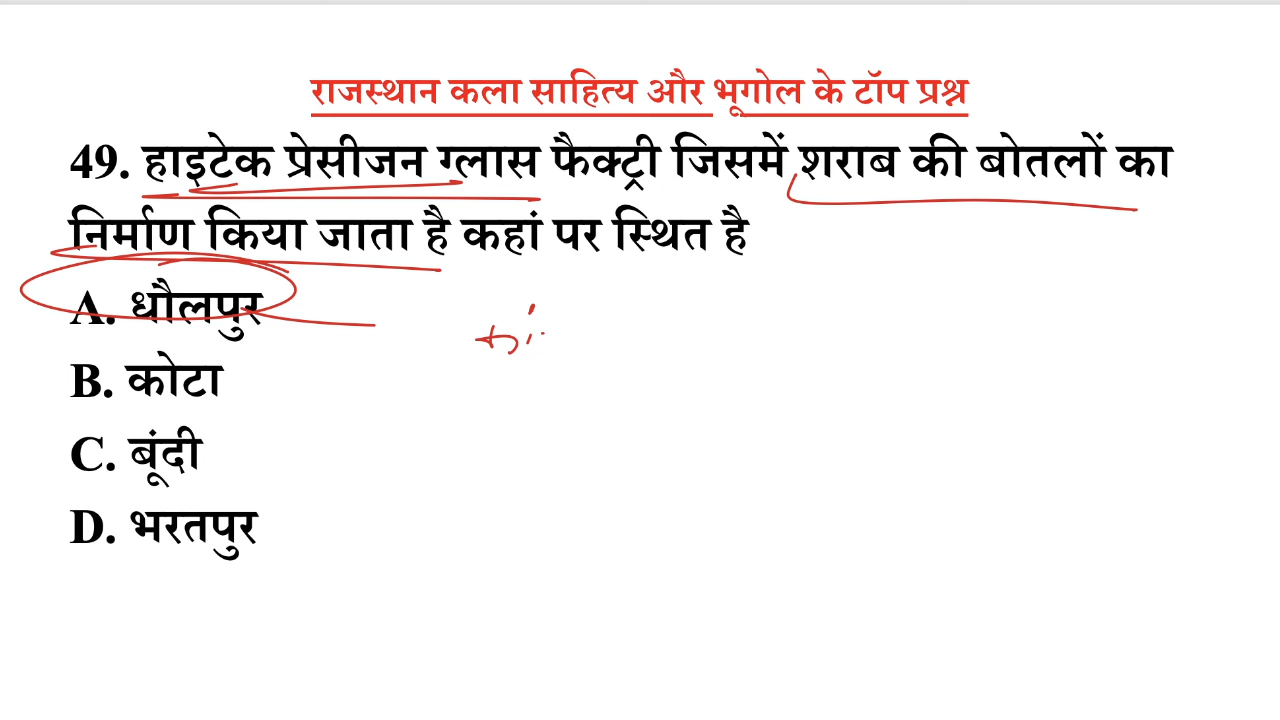 राजस्थान कला साहित्य और भूगोल के टॉप प्रश्न
49. हाइटेक प्रेसीजन ग्लास फैक्ट्री जिसमें शराब की बोतलों का
निर्माण किया जाता है कहां पर स्थित है
A. धौलपुर
B. कोटा
C. बूंदी
D. भरतपुर